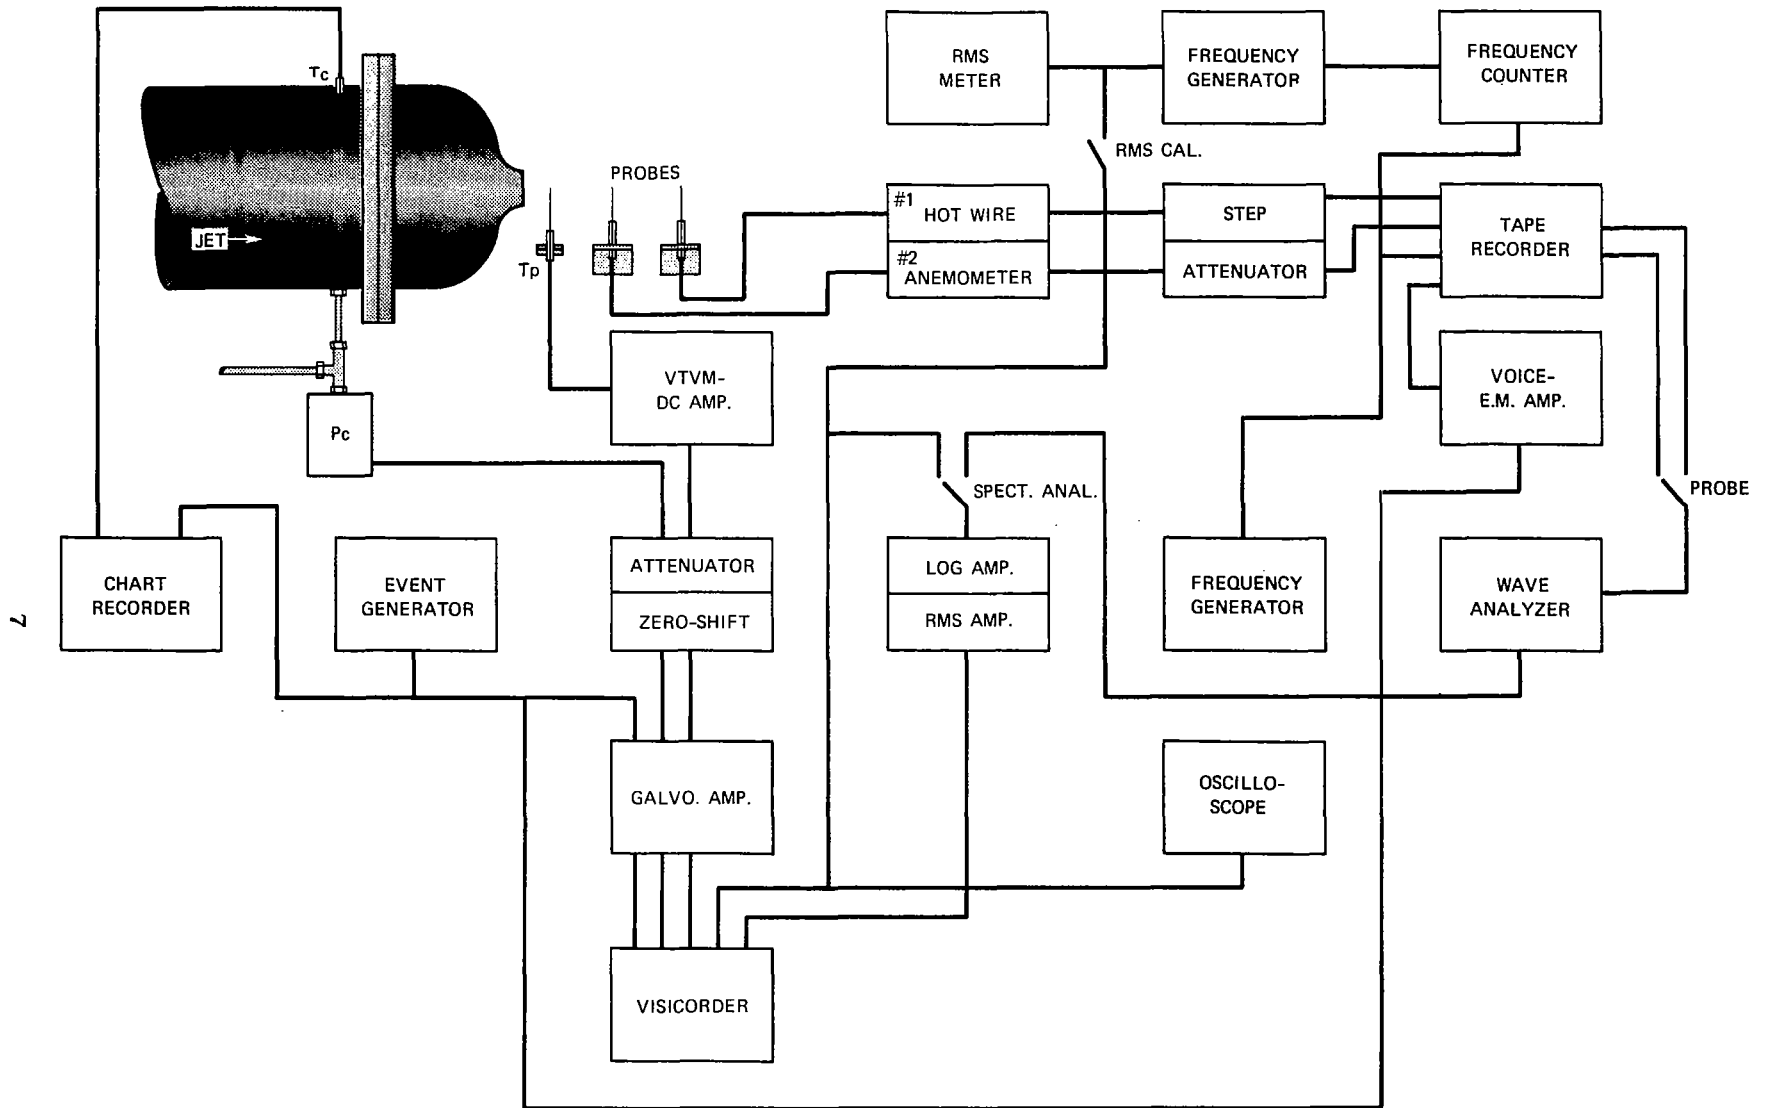 RMS
METER
FREQUENCY
GENERATOR
FREQUENCY
COUNTER
Tc
RMS CAL.
PROBES
JET
Tp
#1 HOT WIRE
#2 ANEMOMETER
STEP
ATTENUATOR
TAPE
RECORDER
VTVM-
DC AMP.
VOICE-
E.M. AMP.
Pc
SPECT. ANAL.
PROBE
CHART
RECORDER
EVENT
GENERATOR
ATTENUATOR
ZERO-SHIFT
LOG AMP.
RMS AMP.
FREQUENCY
GENERATOR
WAVE
ANALYZER
7
GALVO. AMP.
OSCILLO-
SCOPE
VISICORDER